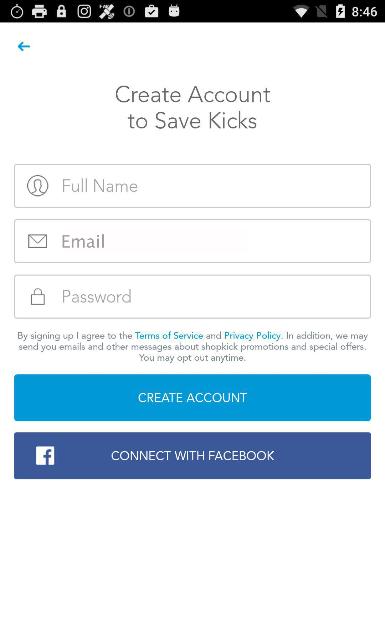 8:46
Create Account
to Save Kicks
Full Name
Email
Password
By signing up I agree to the Terms of Service and Privacy Policy. In addition, we may
send you emails and other messages about shopkick promotions and special offers.
You may opt out anytime.
CREATE ACCOUNT
CONNECT WITH FACEBOOK